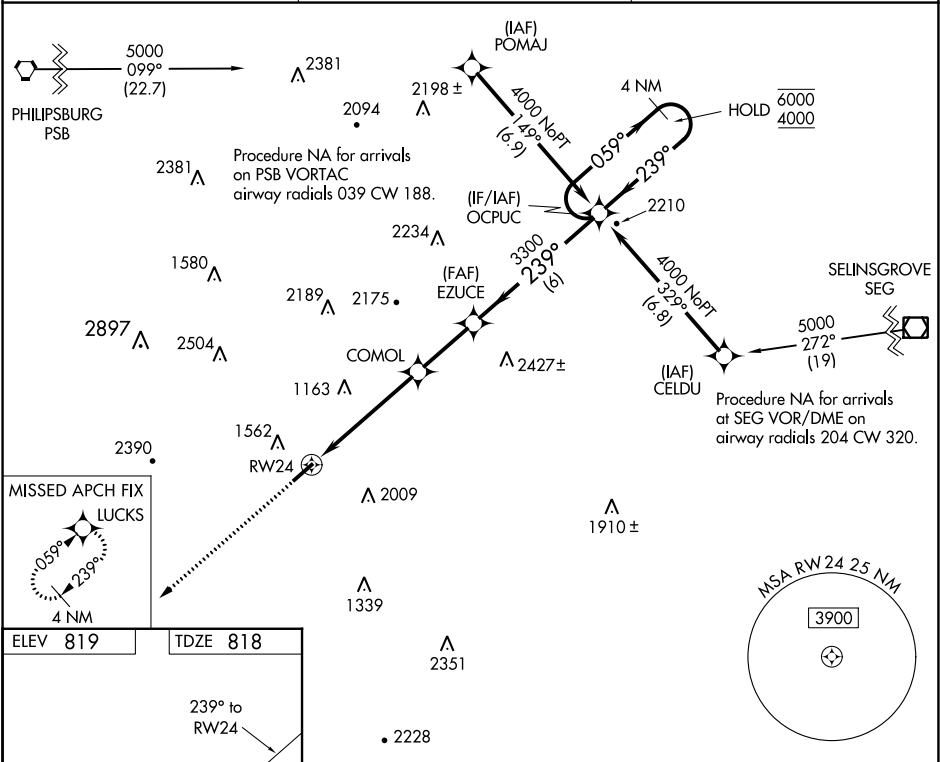 5000
099°
(22.7)
PHILIPSBURG
PSB
2381
2094
2198 ±
(IAF)
POMAJ
4000 NoPT
149°
(6.9)
4 NM
HOLD
6000
4000
059°
239°
2381
Procedure NA for arrivals
on PSB VORTAC
airway radials 039 CW 188.
(IF/IAF)
OCPUC
2210
2234
3300
239°
(6)
1580
2189
2175
(FAF)
EZUCE
4000 NoPT
329°
(6.8)
SELINSGROVE
SEG
5000
272°
(19)
2897
2504
COMOL
2427±
(IAF)
CELDU
1163
Procedure NA for arrivals
at SEG VOR/DME on
airway radials 204 CW 320.
1562
2390
RW24
MISSED APCH FIX
LUCKS
059°
239°
4 NM
2009
1910 ±
1339
2351
2228
MSA RW24 25 NM
3900
ELEV 819
TDZE 818
239° to
RW24